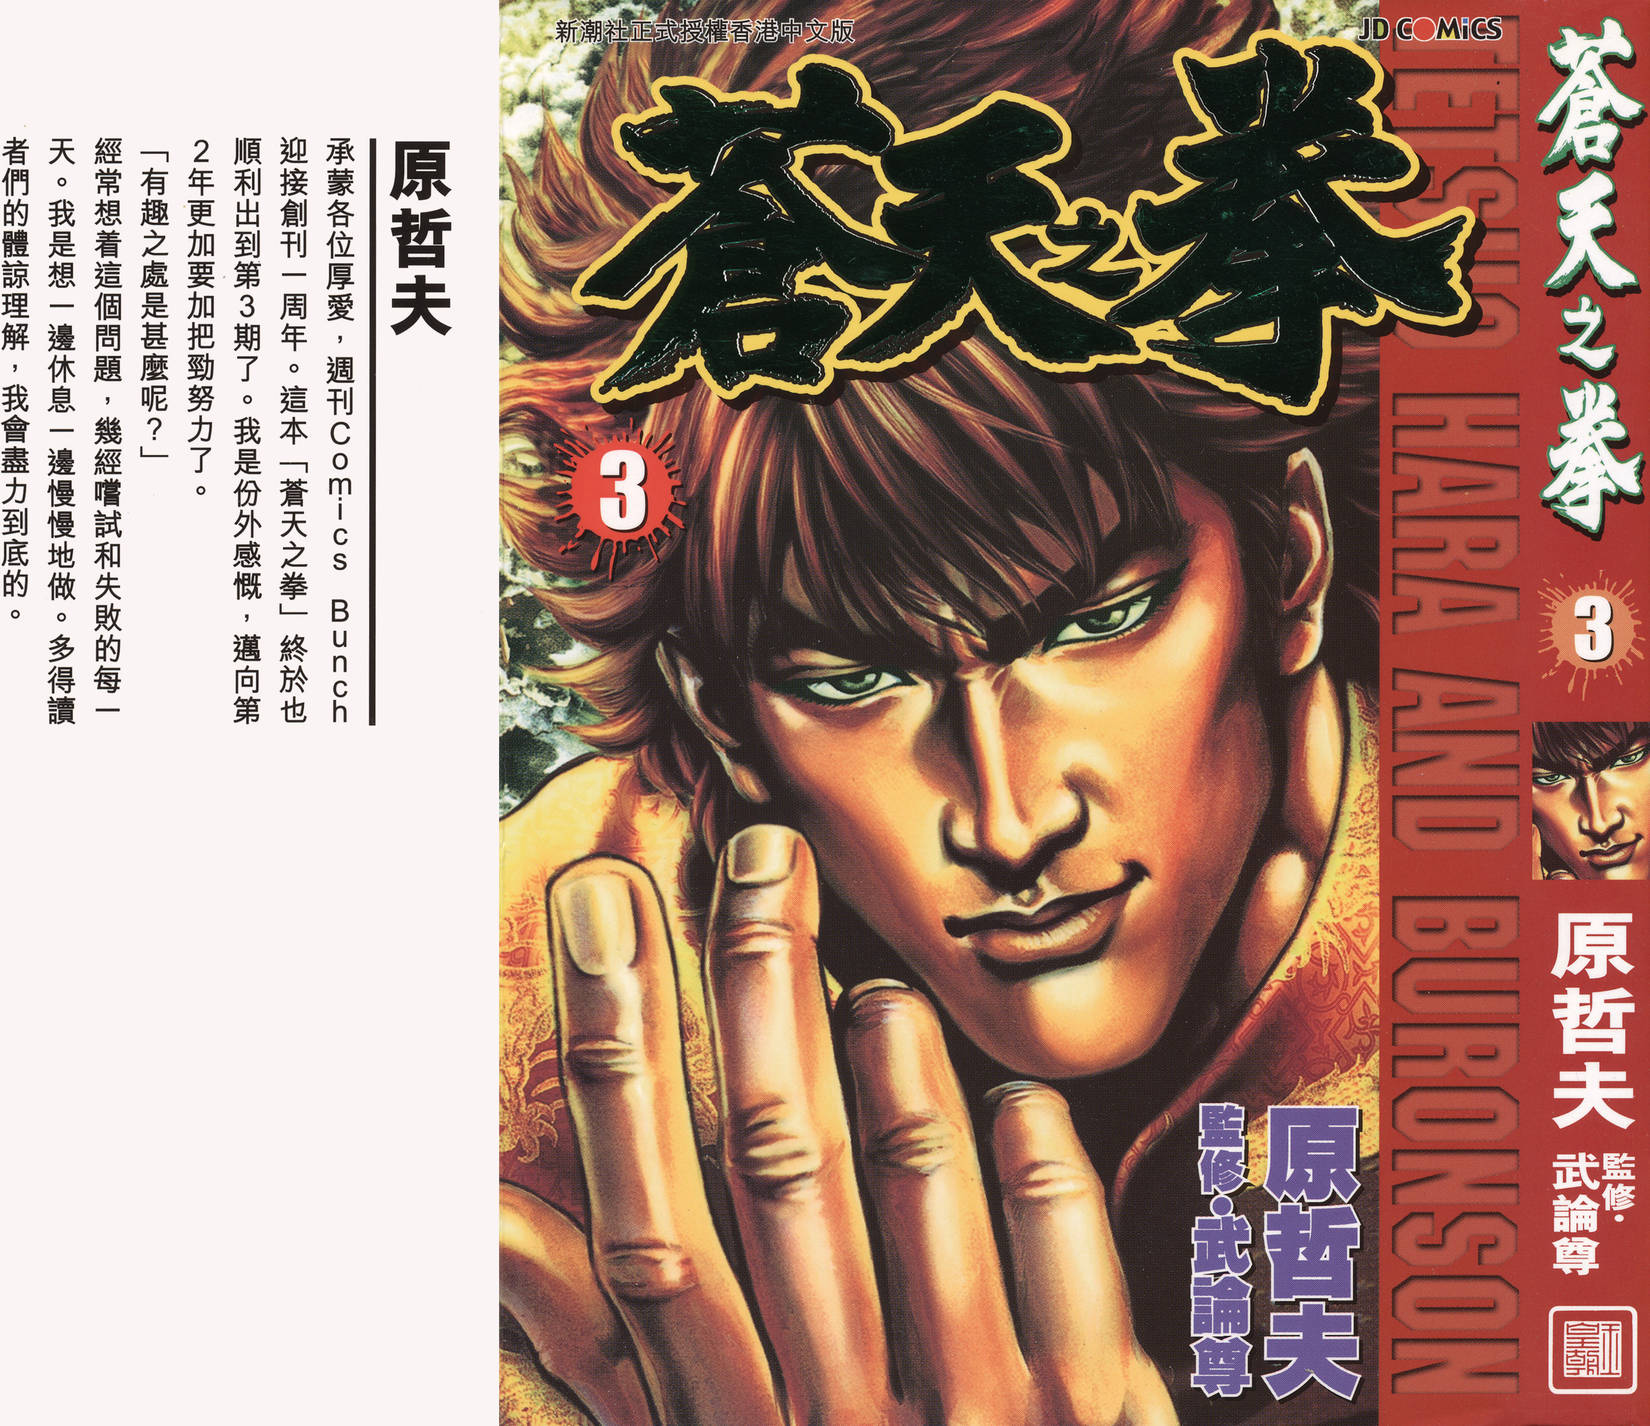 原哲夫
承蒙各位厚愛，週刊Comics Bunch
迎接創刊一周年。這本「蒼天之拳」終於也
順利出到第3期了。我是份外感慨，邁向第
2年更加要加把勁努力了。
「有趣之處是甚麼呢？」
經常想着這個問題，幾經嚐試和失敗的每一
天。我是想一邊休息一邊慢慢地做。多得讀
者們的體諒理解，我會盡力到底的。
新潮社正式授權香港中文版
JD COMiCS
蒼天之拳
3
原哲夫
監修・武論尊
TETSUO HARA AND BURONSON
蒼天之拳
3
原哲夫
監修・
武論尊